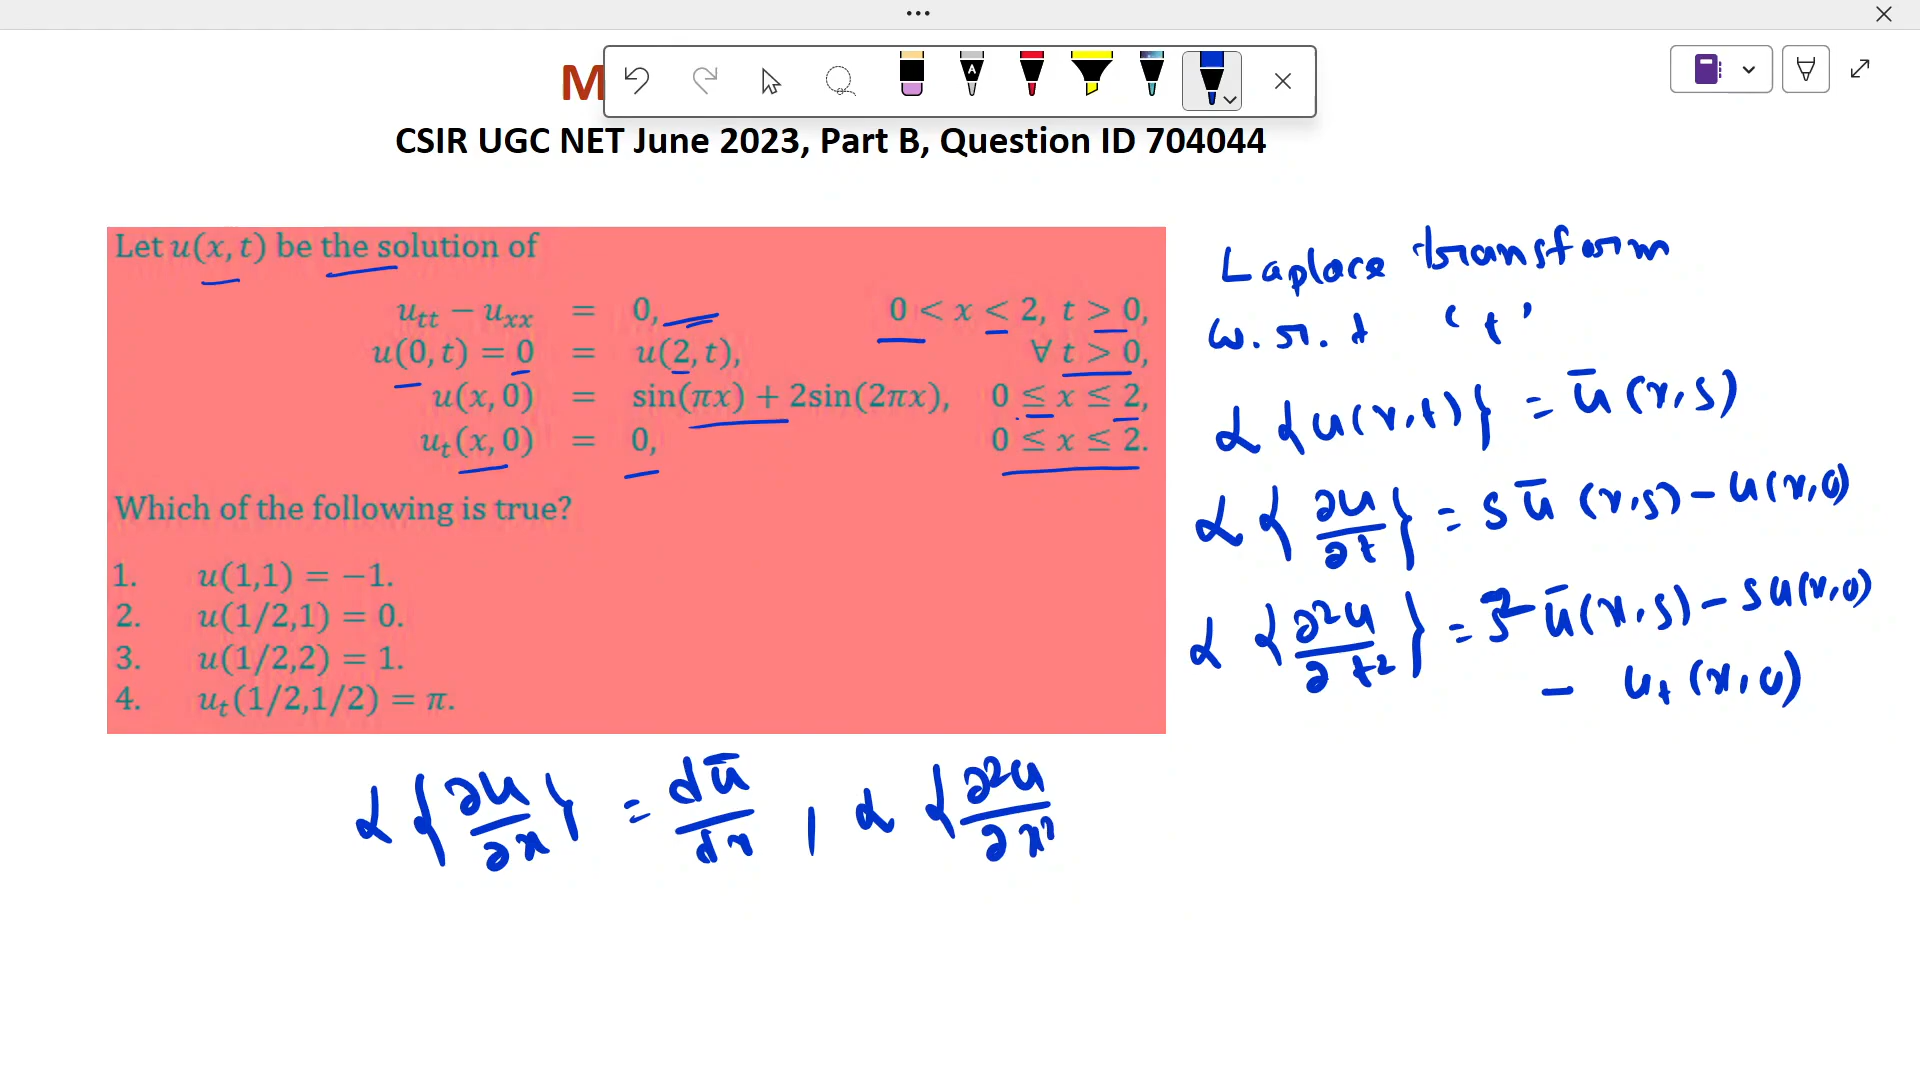 M
CSIR UGC NET June 2023, Part B, Question ID 704044
Let u(x, t) be the solution of
u_tt − u_xx = 0, 0 < x < 2, t > 0,
u(0, t) = 0 = u(2, t), ∀ t > 0,
u(x, 0) = sin(πx) + 2sin(2πx), 0 ≤ x ≤ 2,
u_t(x, 0) = 0, 0 ≤ x ≤ 2.
Which of the following is true?
1. u(1,1) = −1.
2. u(1/2,1) = 0.
3. u(1/2,2) = 1.
4. u_t(1/2,1/2) = π.
Laplace transform
w.r.t 't'
L{u(x,t)} = ū(x,s)
L{∂u/∂t} = s ū(x,s) − u(x,0)
L{∂²u/∂t²} = s² ū(x,s) − s u(x,0)
− u_t(x,0)
L{∂u/∂x} = dū/dx , L{∂²u/∂x²